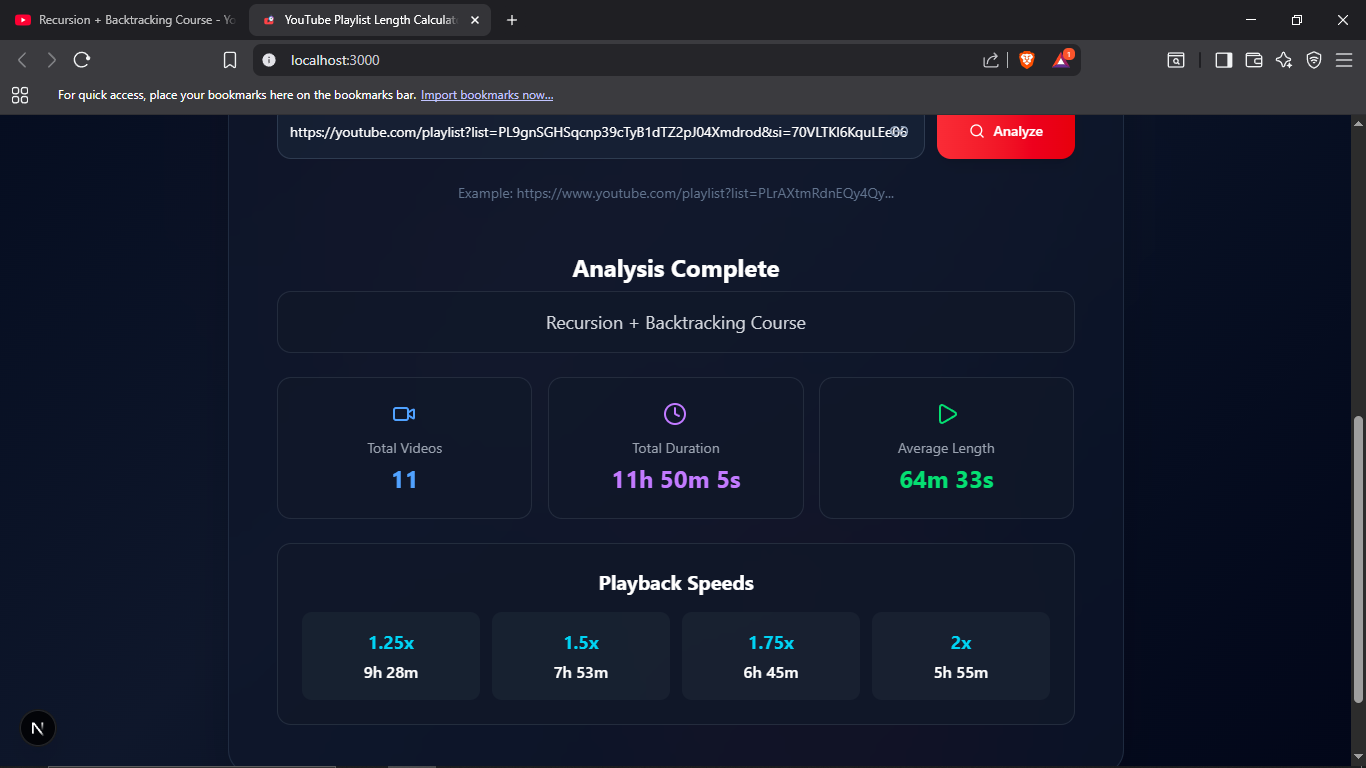 Recursion + Backtracking Course - Yo
YouTube Playlist Length Calculat
localhost:3000
1
For quick access, place your bookmarks here on the bookmarks bar. Import bookmarks now...
https://youtube.com/playlist?list=PL9gnSGHSqcnp39cTyB1dTZ2pJ04Xmdrod&si=70VLTKl6KquLEe06
Analyze
Example: https://www.youtube.com/playlist?list=PLrAXtmRdnEQy4Qy...
Analysis Complete
Recursion + Backtracking Course
Total Videos
11
Total Duration
11h 50m 5s
Average Length
64m 33s
Playback Speeds
1.25x
9h 28m
1.5x
7h 53m
1.75x
6h 45m
2x
5h 55m
N